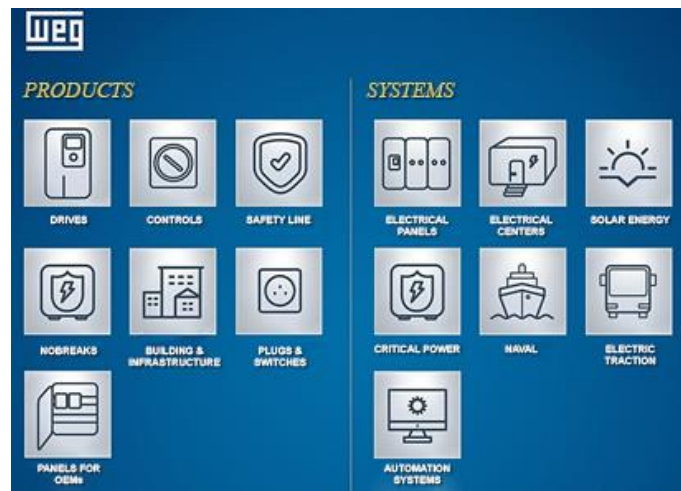 weg
PRODUCTS
DRIVES
CONTROLS
SAFETY LINE
NOBREAKS
BUILDING &
INFRASTRUCTURE
PLUGS &
SWITCHES
PANELS FOR
OEMs
SYSTEMS
ELECTRICAL
PANELS
ELECTRICAL
CENTERS
SOLAR ENERGY
CRITICAL POWER
NAVAL
ELECTRIC
TRACTION
AUTOMATION
SYSTEMS